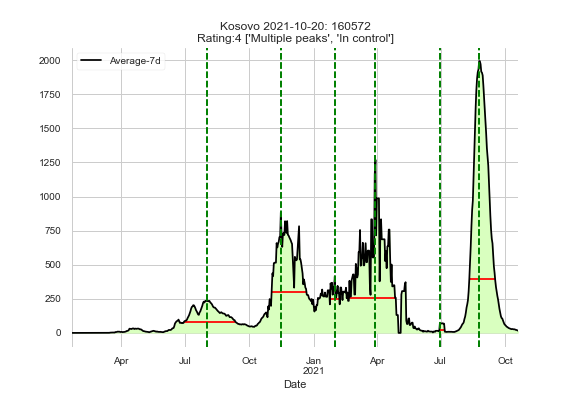 Kosovo 2021-10-20: 160572
Rating:4 ['Multiple peaks', 'In control']
Average-7d
2000
1750
1500
1250
1000
750
500
250
0
Apr
Jul
Oct
Jan
2021
Apr
Jul
Oct
Date